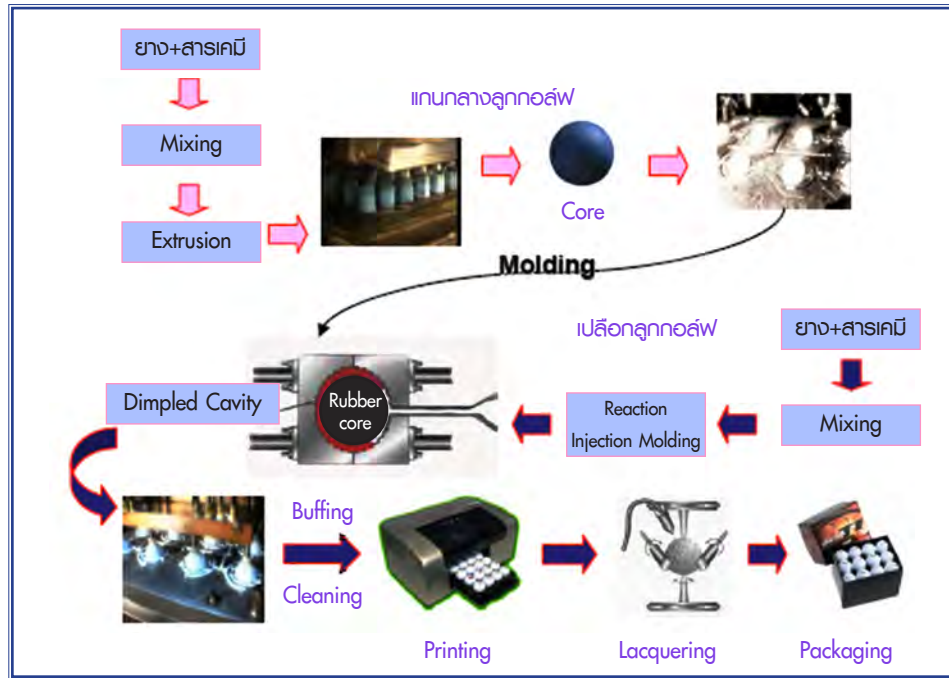 ยาง+สารเคมี
Mixing
Extrusion
แกนกลางลูกกอล์ฟ
Core
Molding
เปลือกลูกกอล์ฟ
ยาง+สารเคมี
Mixing
Reaction
Injection Molding
Rubber
core
Dimpled Cavity
Buffing
Cleaning
Printing
Lacquering
Packaging